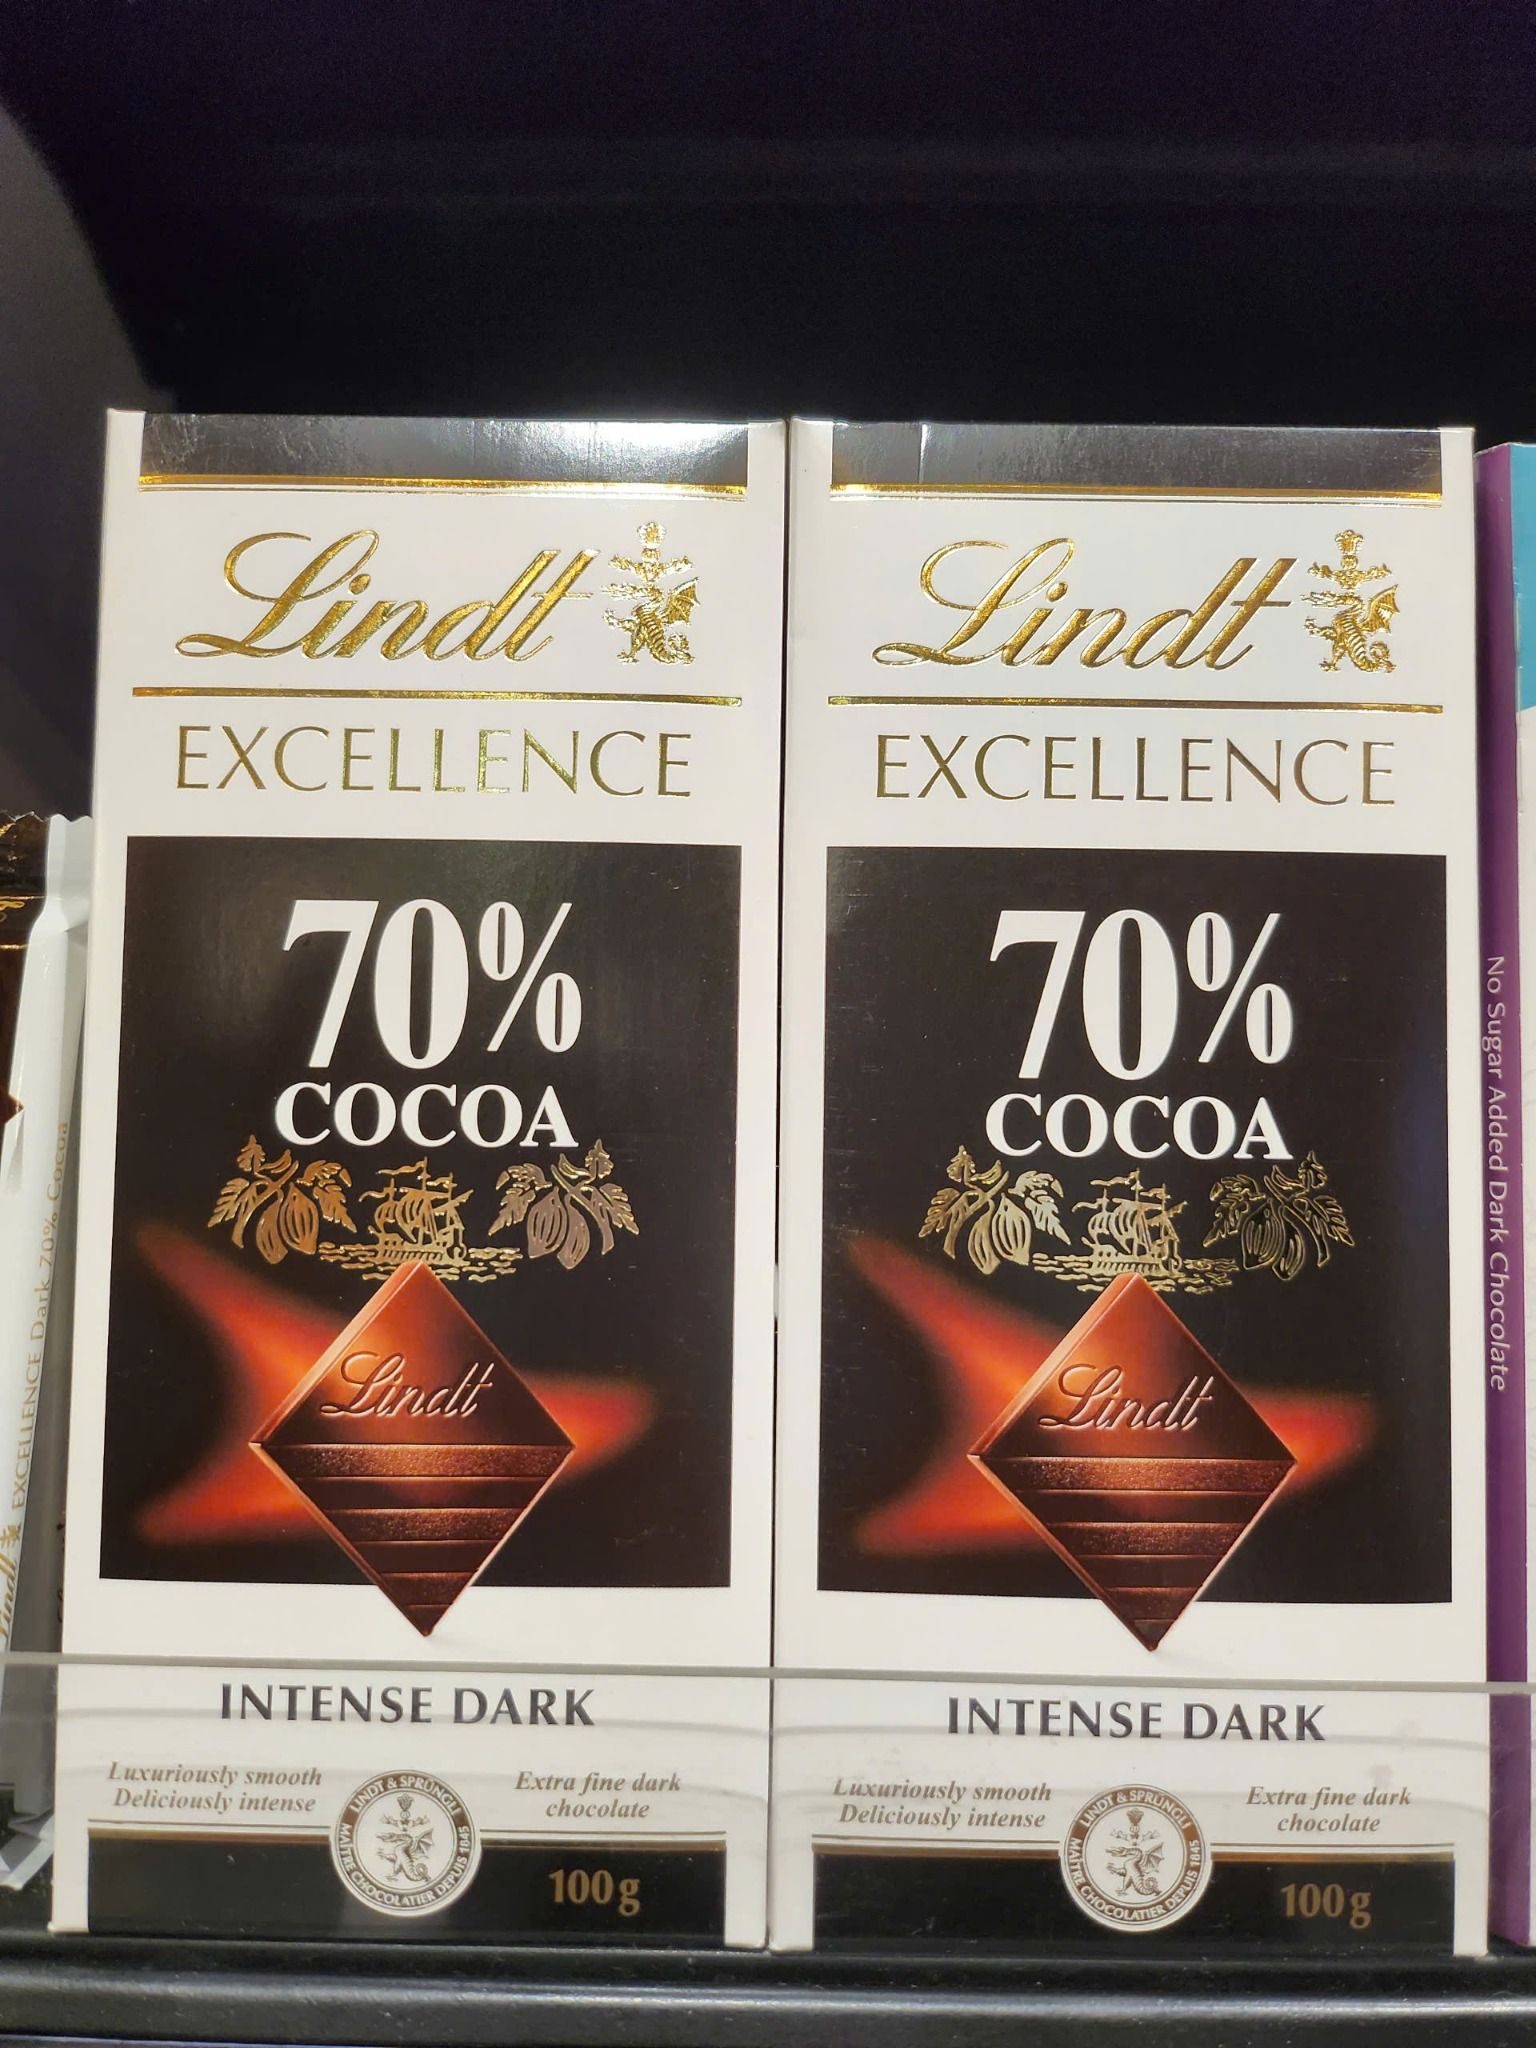 Lindt
EXCELLENCE
70%
COCOA
Lindt
INTENSE DARK
Luxuriously smooth
Deliciously intense
Extra fine dark
chocolate
LINDT & SPRÜNGLI
MAÎTRE CHOCOLATIER DEPUIS 1845
100g
Lindt
EXCELLENCE
70%
COCOA
Lindt
INTENSE DARK
Luxuriously smooth
Deliciously intense
Extra fine dark
chocolate
LINDT & SPRÜNGLI
MAÎTRE CHOCOLATIER DEPUIS 1845
100g
Lindt EXCELLENCE Dark 70% Cocoa
No Sugar Added Dark Chocolate